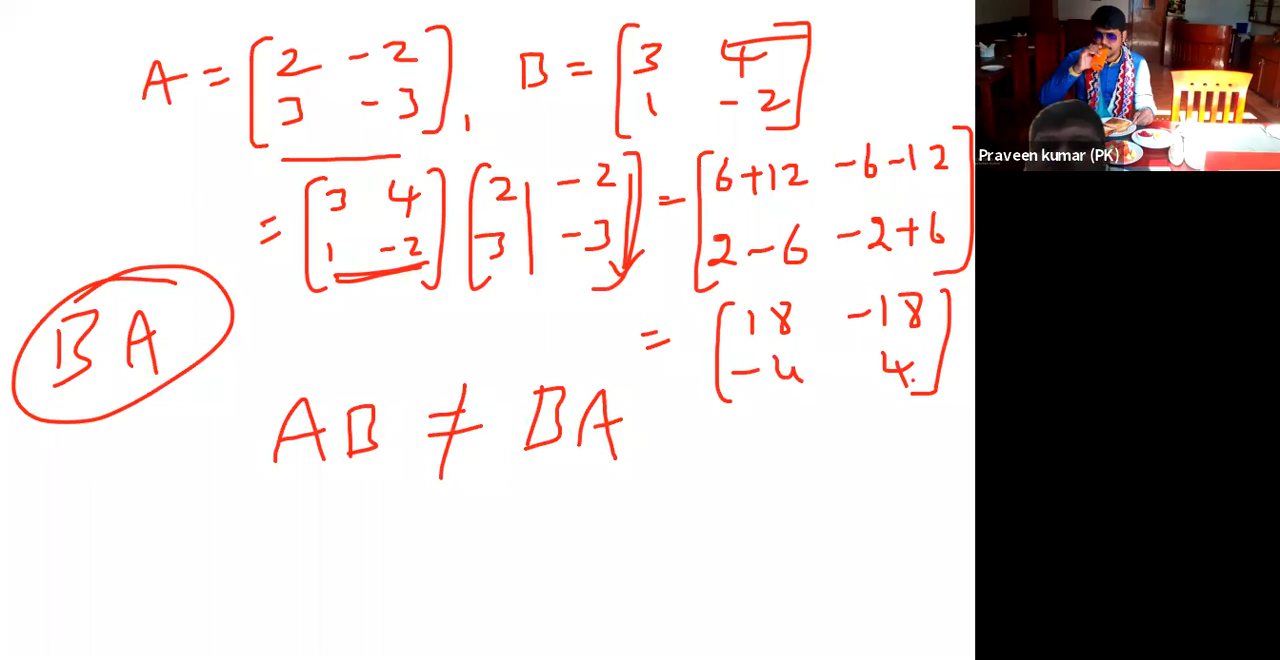 A = [2 -2
3 -3], B = [3 4
1 -2]
= [3 4
1 -2] [2 -2
3 -3] = [6+12 -6-12
2-6 -2+6]
= [18 -18
-4 4.]
BA
AB ≠ BA
Praveen kumar (PK)